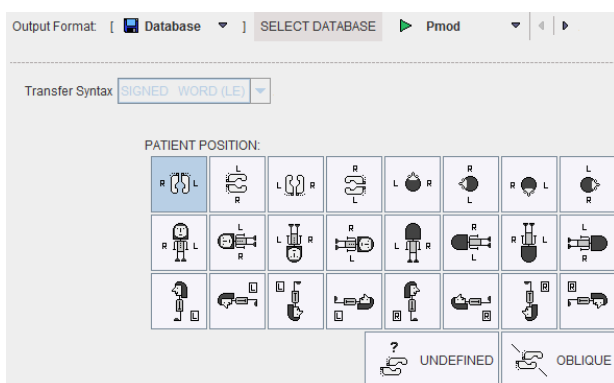 Output Format: [ Database ] SELECT DATABASE Pmod
Transfer Syntax SIGNED WORD (LE)
PATIENT POSITION:
R L L R L R R L L R R L R L L R
R L L R L R R L L R R L R L L R
L L L L R R R R
? UNDEFINED OBLIQUE